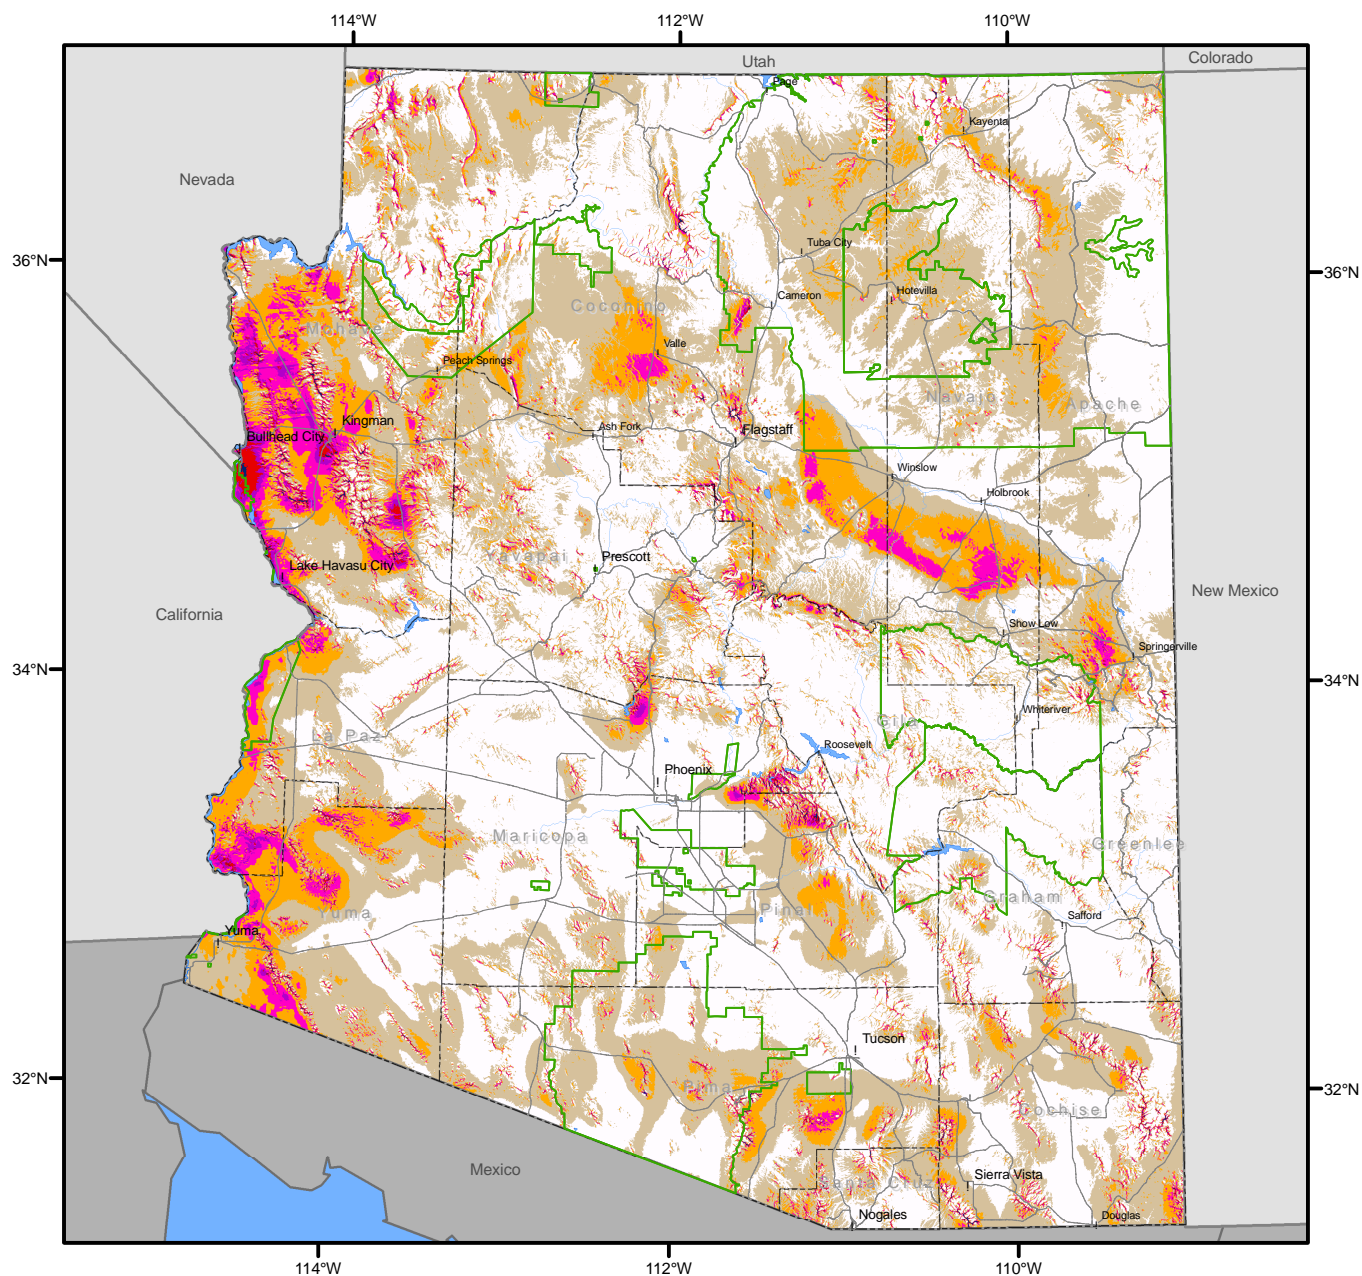 114°W
112°W
110°W
Utah
Colorado
Page
Kayenta
Nevada
Tuba City
36°N
36°N
Hotevilla
Cameron
Coconino
Mohave
Valle
Peach Springs
Navajo
Apache
Kingman
Ash Fork
Flagstaff
Bullhead City
Winslow
Holbrook
Yavapai
Prescott
Lake Havasu City
New Mexico
California
Show Low
Springerville
34°N
34°N
Whiteriver
Gila
La Paz
Roosevelt
Phoenix
Maricopa
Greenlee
Graham
Pinal
Yuma
Safford
Yuma
Tucson
32°N
32°N
Pima
Cochise
Mexico
Sierra Vista
Santa Cruz
Nogales
Douglas
114°W
112°W
110°W